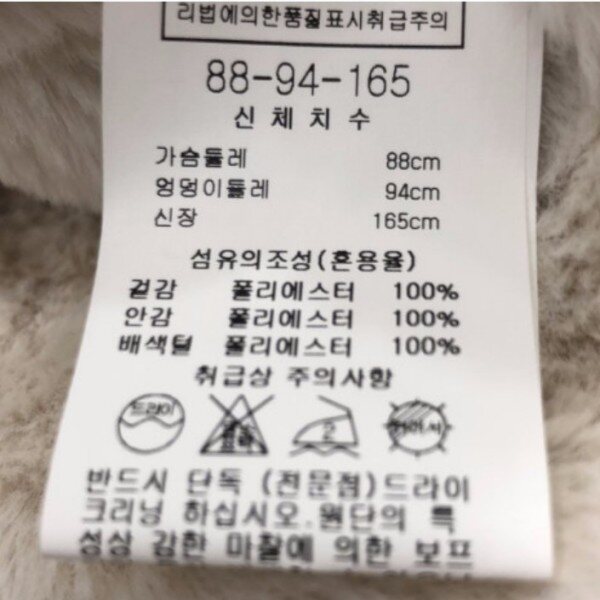 리법에의한품질표시취급주의
88-94-165
신체치수
가슴둘레 88cm
엉덩이둘레 94cm
신장 165cm
섬유의조성(혼용율)
겉감 폴리에스터 100%
안감 폴리에스터 100%
배색털 폴리에스터 100%
취급상 주의사항
드라이 2
반드시 단독 (전문점)드라이
크리닝 하십시오.원단의 특
성상 강한 마찰에 의한 보프